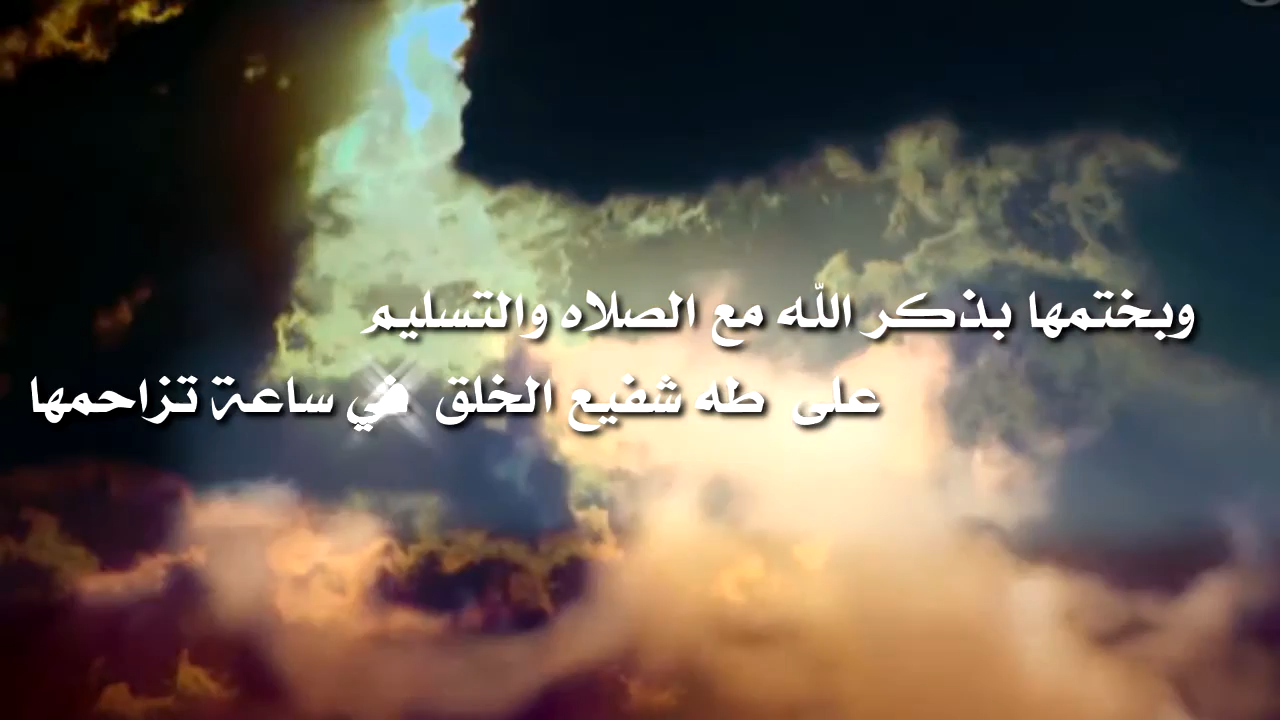 وبختمها بذكر الله مع الصلاه والتسليم
على طه شفيع الخلق في ساعة تزاحمها